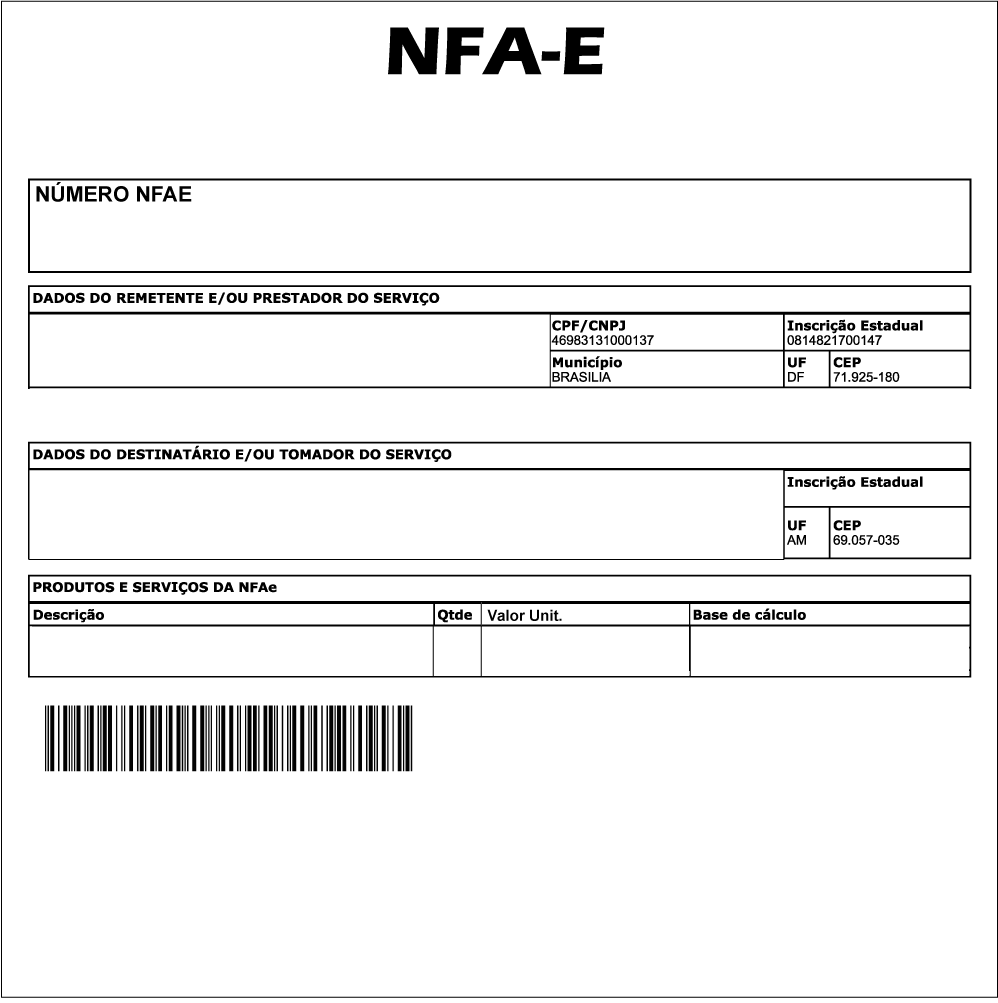 NFA-E
NÚMERO NFAE
DADOS DO REMETENTE E/OU PRESTADOR DO SERVIÇO
CPF/CNPJ Inscrição Estadual
46983131000137 0814821700147
Município UF CEP
BRASILIA DF 71.925-180
DADOS DO DESTINATÁRIO E/OU TOMADOR DO SERVIÇO
Inscrição Estadual
UF CEP
AM 69.057-035
PRODUTOS E SERVIÇOS DA NFAe
Descrição Qtde Valor Unit. Base de cálculo